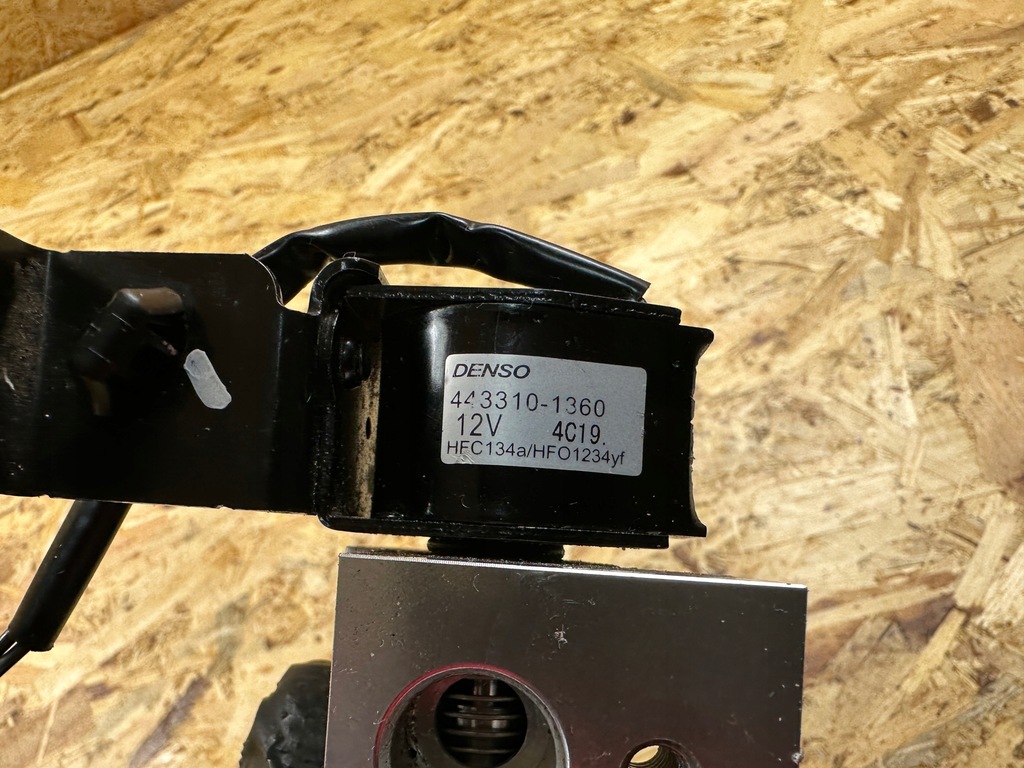 DENSO
443310-1360
12V 4C19.
HFC134a/HFO1234yf